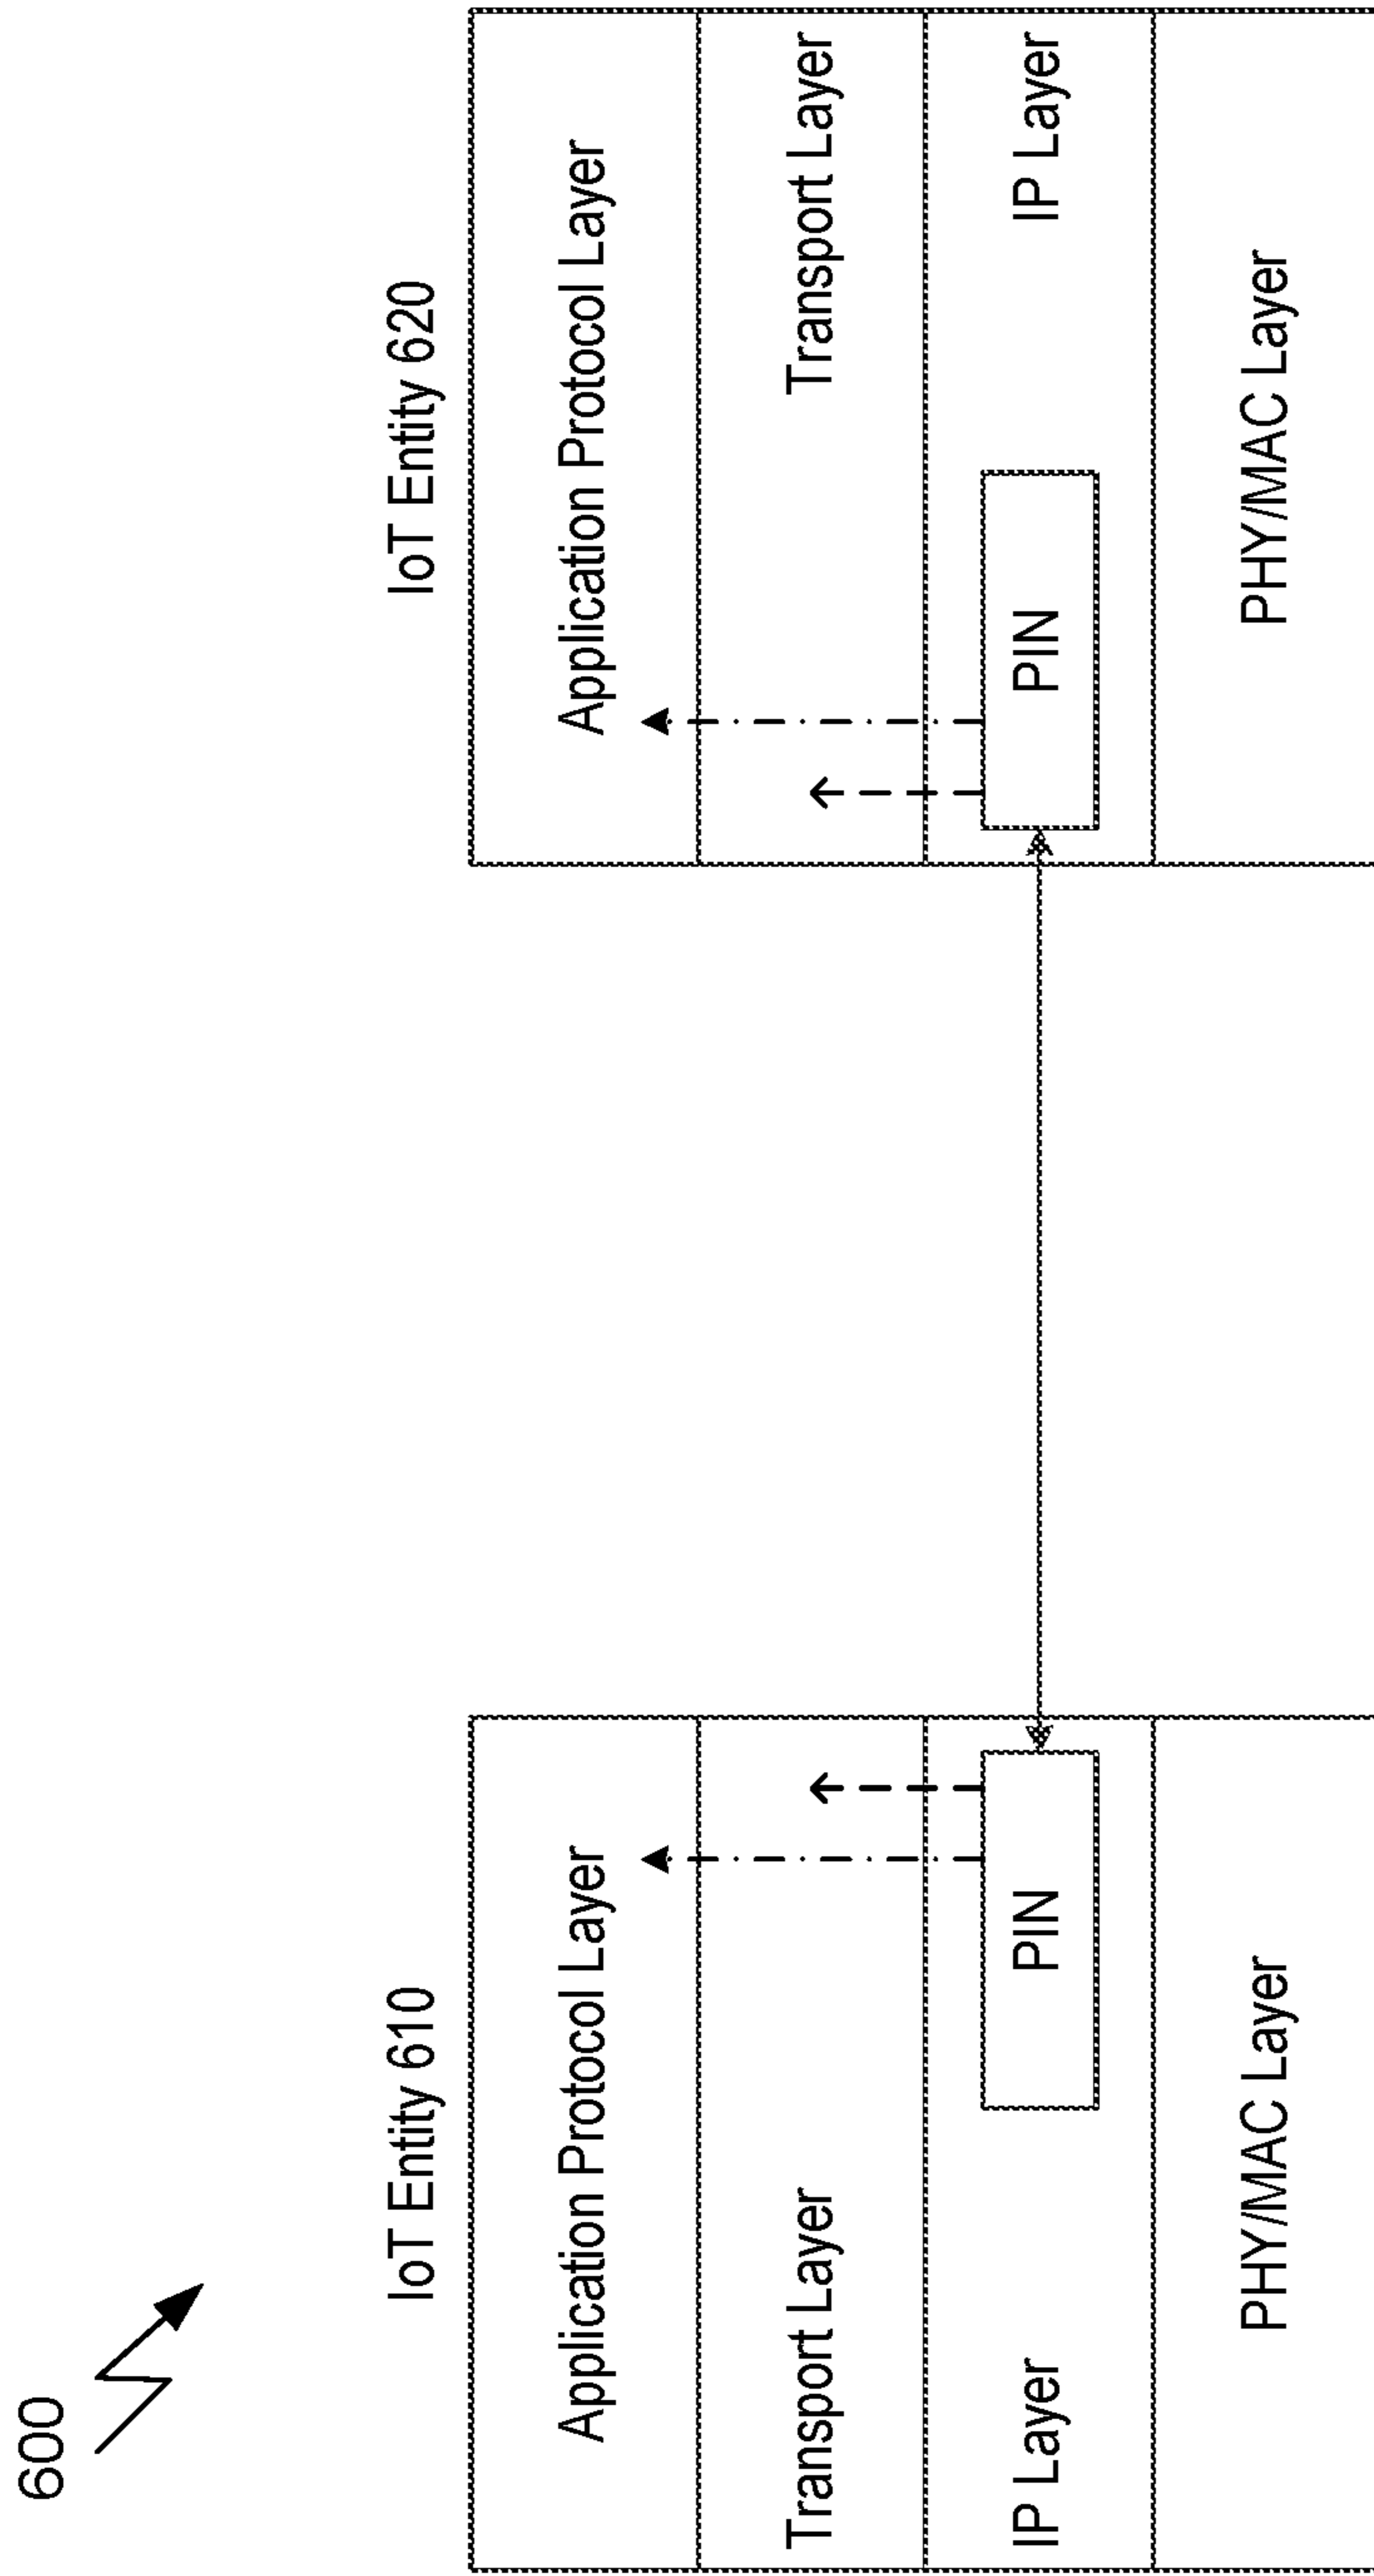 600
IoT Entity 610
Application Protocol Layer
Transport Layer
IP Layer
PIN
PHY/MAC Layer
IoT Entity 620
Application Protocol Layer
Transport Layer
PIN
IP Layer
PHY/MAC Layer